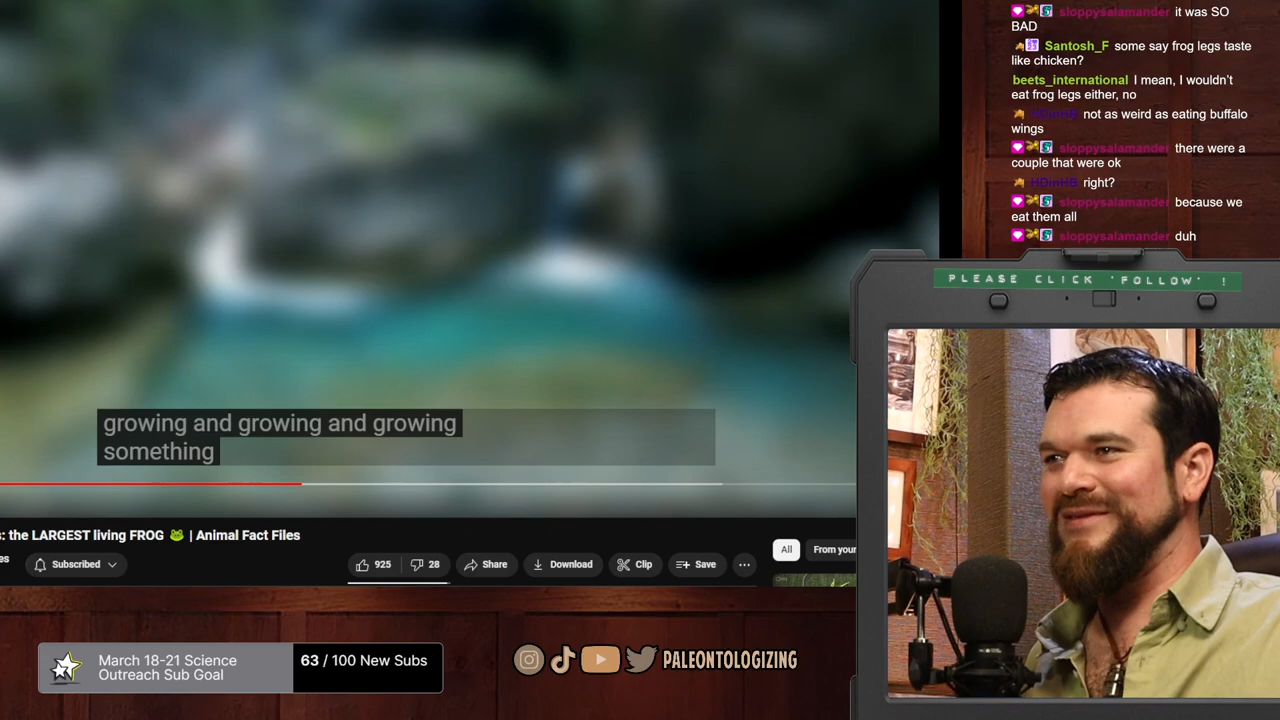 sloppysalamander it was SO
BAD
Santosh_F some say frog legs taste
like chicken?
beets_international I mean, I wouldn't
eat frog legs either, no
HDinHB not as weird as eating buffalo
wings
sloppysalamander there were a
couple that were ok
HDinHB right?
sloppysalamander because we
eat them all
sloppysalamander duh
PLEASE CLICK "FOLLOW" !
growing and growing and growing
something
s: the LARGEST living FROG 🐸 | Animal Fact Files
es
Subscribed
925
28
Share
Download
Clip
Save
All
From your
March 18-21 Science
Outreach Sub Goal
63 / 100 New Subs
PALEONTOLOGIZING